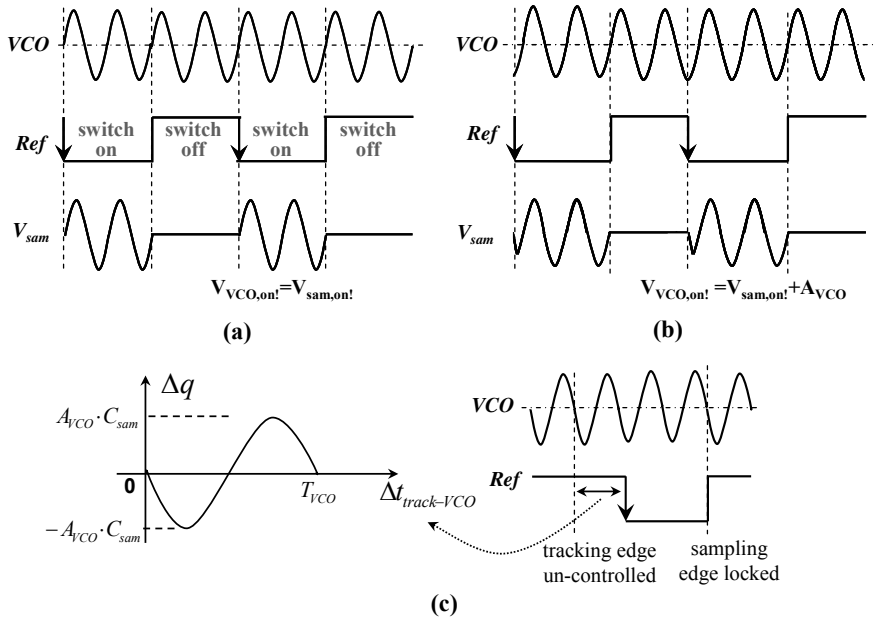 VCO
Ref
switch on
switch off
switch on
switch off
V_sam
V_VCO,on!=V_sam,on!
(a)
VCO
Ref
V_sam
V_VCO,on! =V_sam,on!+A_VCO
(b)
Δq
A_VCO · C_sam
0
−A_VCO · C_sam
T_VCO
Δt_track−VCO
VCO
Ref
tracking edge
un-controlled
sampling
edge locked
(c)